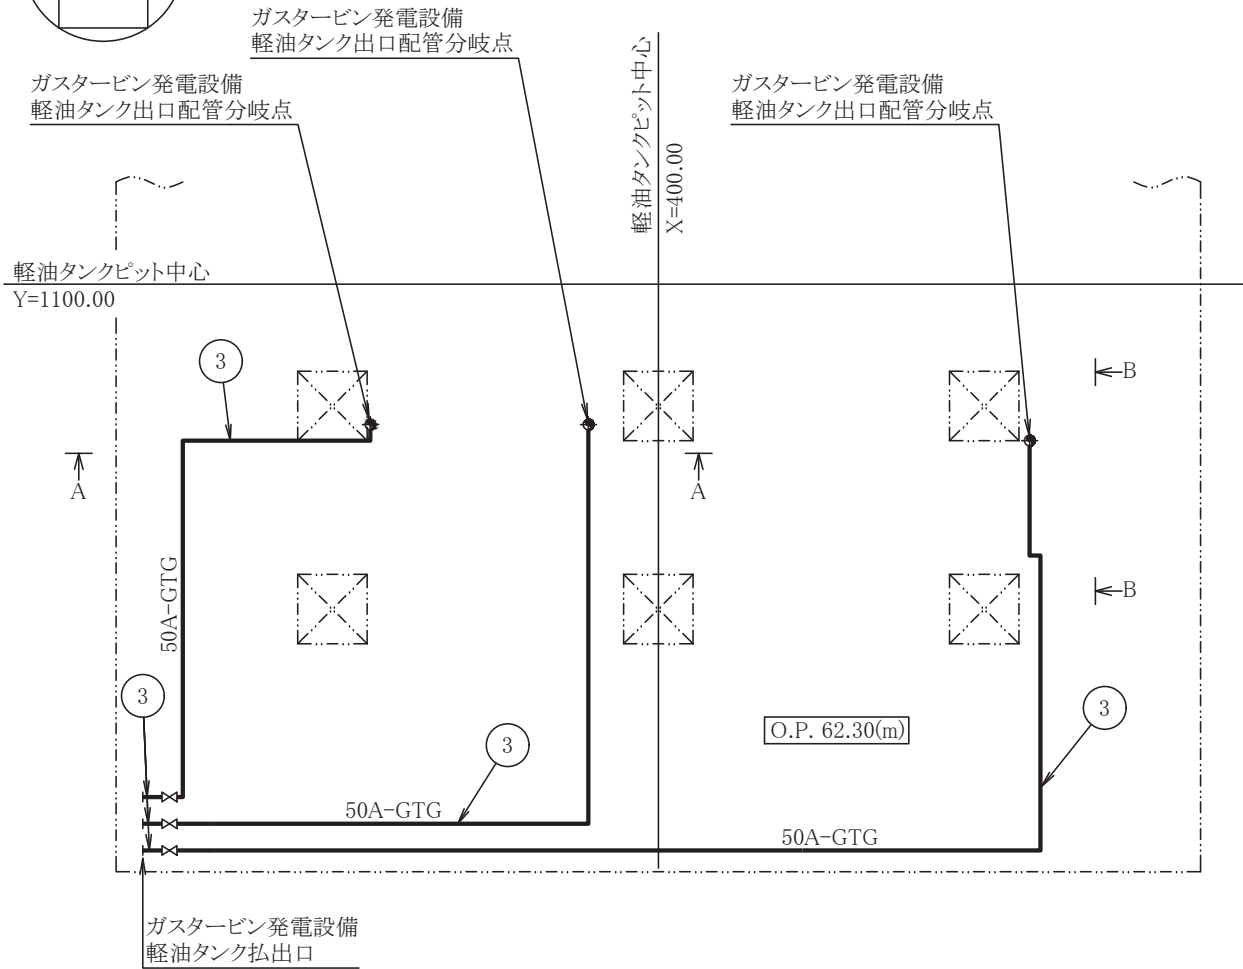 ガスタービン発電設備
軽油タンク出口配管分岐点
ガスタービン発電設備
軽油タンク出口配管分岐点
ガスタービン発電設備
軽油タンク出口配管分岐点
軽油タンクピット中心
X=400.00
軽油タンクピット中心
Y=1100.00
3
B
A
A
50A-GTG
B
3
3
O.P. 62.30(m)
3
50A-GTG
50A-GTG
ガスタービン発電設備
軽油タンク払出口